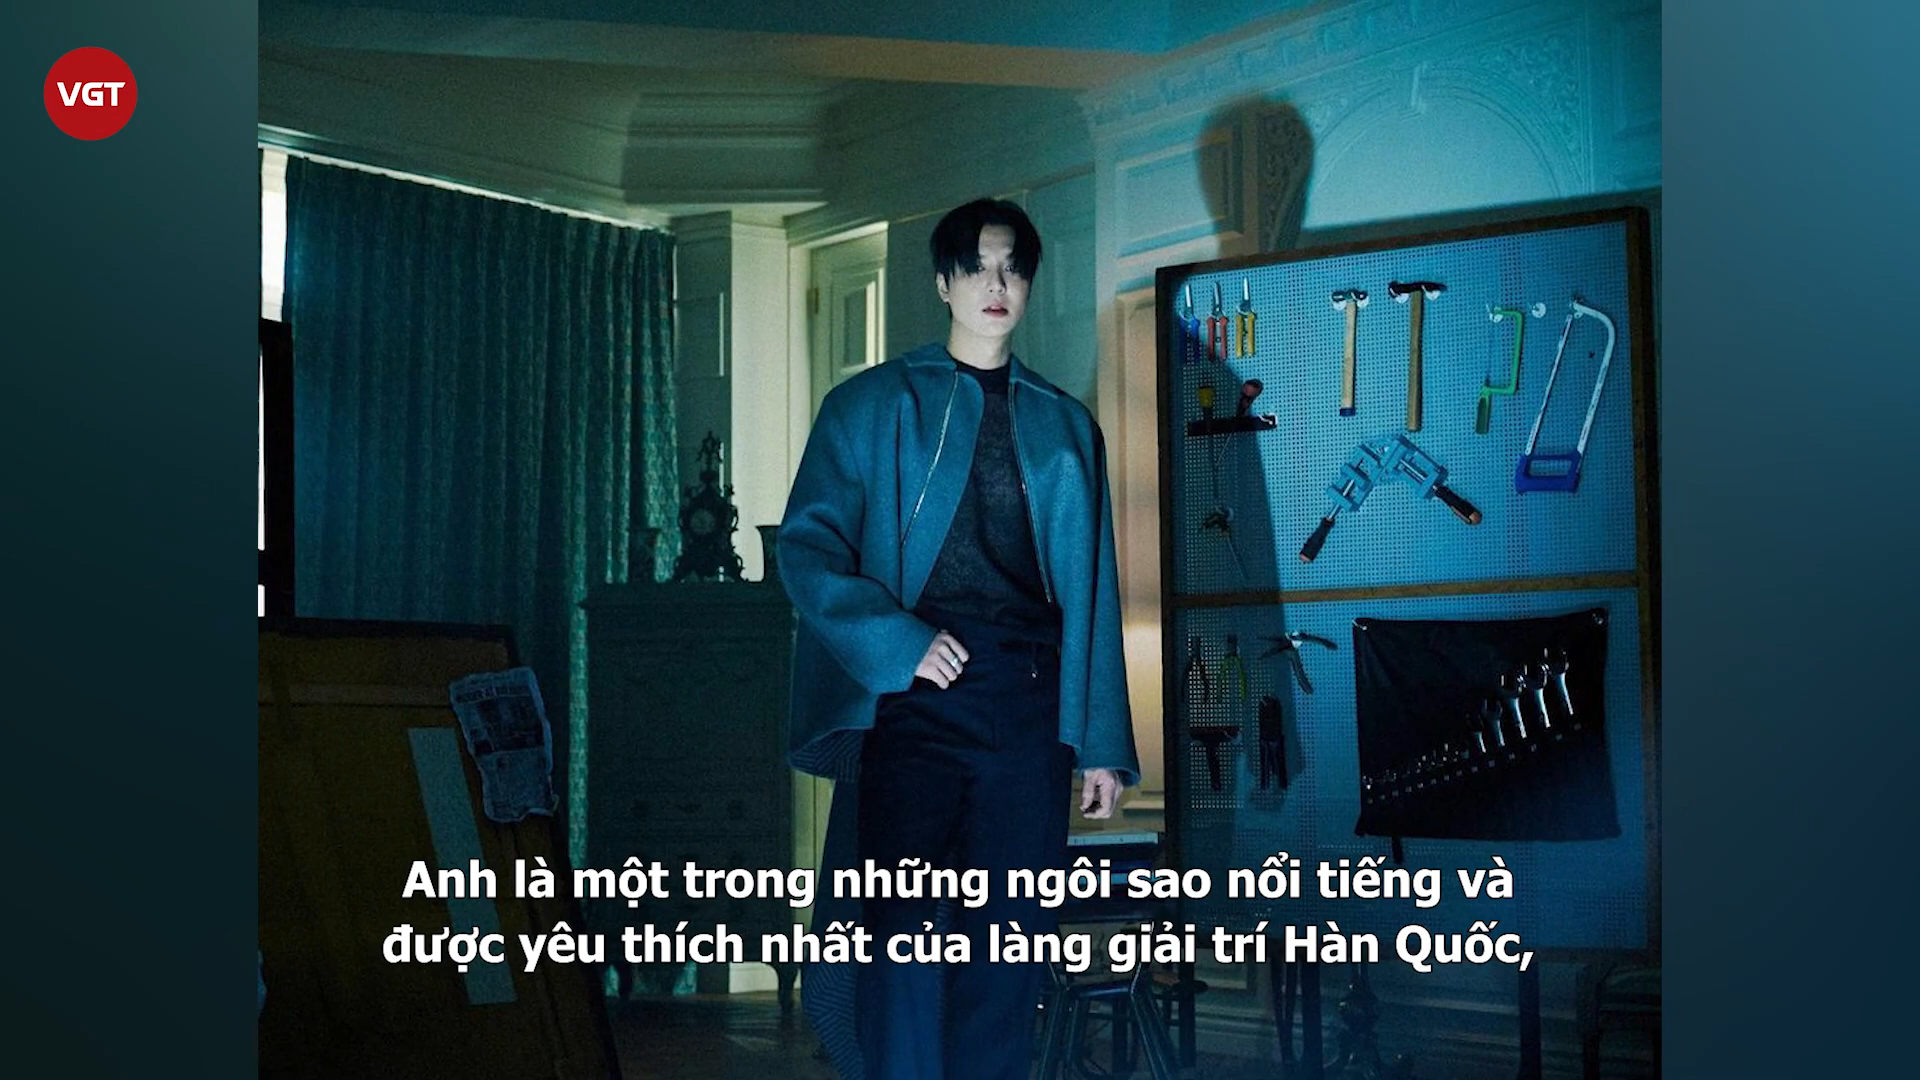 VGT
Anh là một trong những ngôi sao nổi tiếng và
được yêu thích nhất của làng giải trí Hàn Quốc,